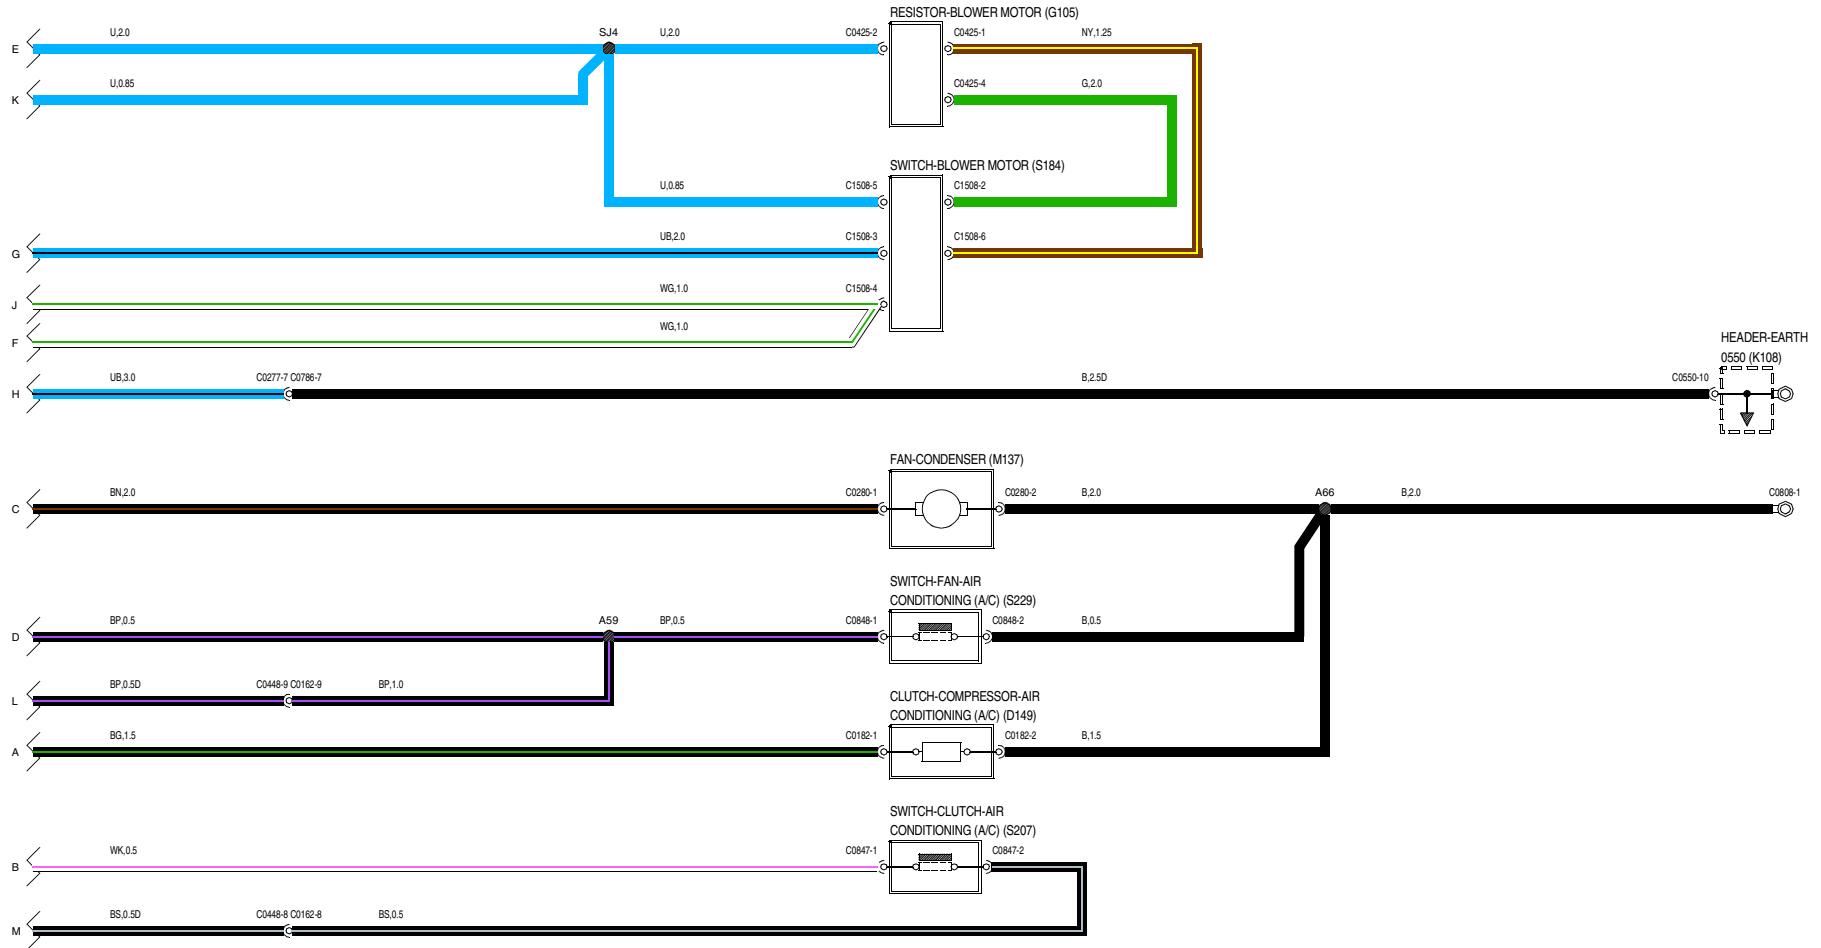 RESISTOR-BLOWER MOTOR (G105)
E U,2.0 SJ4 U,2.0 C0425-2 C0425-1 NY,1.25
K U,0.85 C0425-4 G,2.0
SWITCH-BLOWER MOTOR (S184)
U,0.85 C1508-5 C1508-2
G UB,2.0 C1508-3 C1508-6
J WG,1.0 C1508-4
F WG,1.0
HEADER-EARTH
0550 (K108)
H UB,3.0 C0277-7 C0786-7 B,2.5D C0550-10
FAN-CONDENSER (M137)
C BN,2.0 C0280-1 C0280-2 B,2.0 A66 B,2.0 C0808-1
SWITCH-FAN-AIR
CONDITIONING (A/C) (S229)
D BP,0.5 A59 BP,0.5 C0848-1 C0848-2 B,0.5
L BP,0.5D C0448-9 C0162-9 BP,1.0
CLUTCH-COMPRESSOR-AIR
CONDITIONING (A/C) (D149)
A BG,1.5 C0182-1 C0182-2 B,1.5
SWITCH-CLUTCH-AIR
CONDITIONING (A/C) (S207)
B WK,0.5 C0847-1 C0847-2
M BS,0.5D C0448-8 C0162-8 BS,0.5